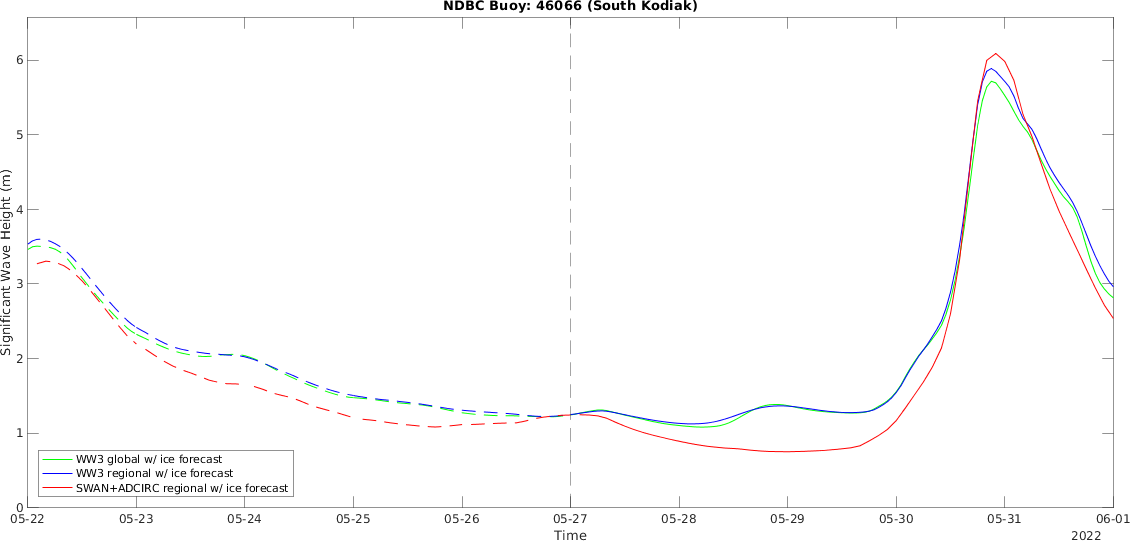 NDBC Buoy: 46066 (South Kodiak)
Significant Wave Height (m)
6
5
4
3
2
1
0
WW3 global w/ ice forecast
WW3 regional w/ ice forecast
SWAN+ADCIRC regional w/ ice forecast
05-22 05-23 05-24 05-25 05-26 05-27 05-28 05-29 05-30 05-31 06-01
Time
2022